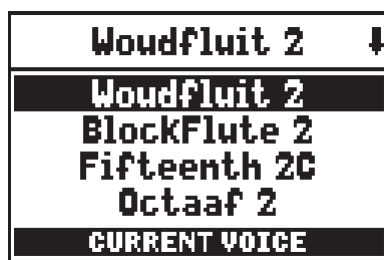 Woudfluit 2
Woudfluit 2
BlockFlute 2
Fifteenth 2C
Octaaf 2
CURRENT VOICE